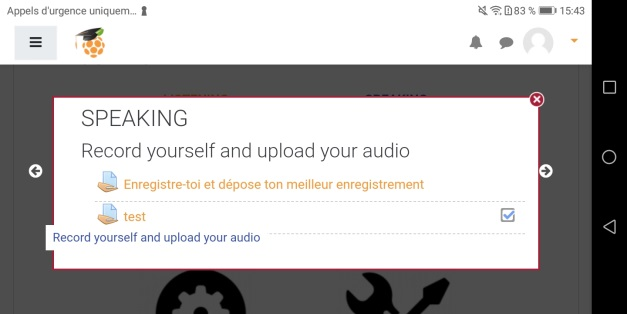 Appels d'urgence uniquem... 83 % 15:43
SPEAKING
Record yourself and upload your audio
Enregistre-toi et dépose ton meilleur enregistrement
test
Record yourself and upload your audio